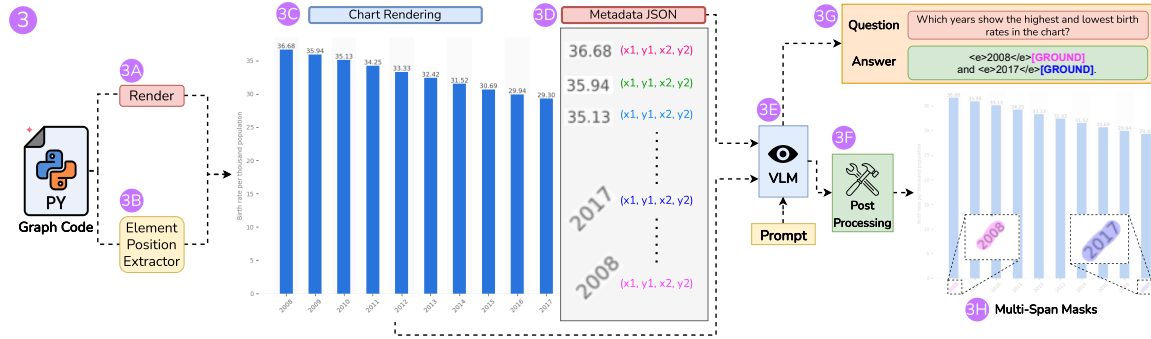 3
3A
Render
3B
Element
Position
Extractor
PY
Graph Code
3C
Chart Rendering
Birth rate per thousand population
35
30
25
20
15
10
5
0
36.68
35.94
35.13
34.25
33.33
32.42
31.52
30.69
29.94
29.30
2008
2009
2010
2011
2012
2013
2014
2015
2016
2017
3D
Metadata JSON
36.68 (x1, y1, x2, y2)
35.94 (x1, y1, x2, y2)
35.13 (x1, y1, x2, y2)
2017 (x1, y1, x2, y2)
2008 (x1, y1, x2, y2)
3E
VLM
Prompt
3F
Post
Processing
3G
Question
Which years show the highest and lowest birth
rates in the chart?
Answer
<e>2008</e>[GROUND]
and <e>2017</e>[GROUND].
2008
2017
3H
Multi-Span Masks